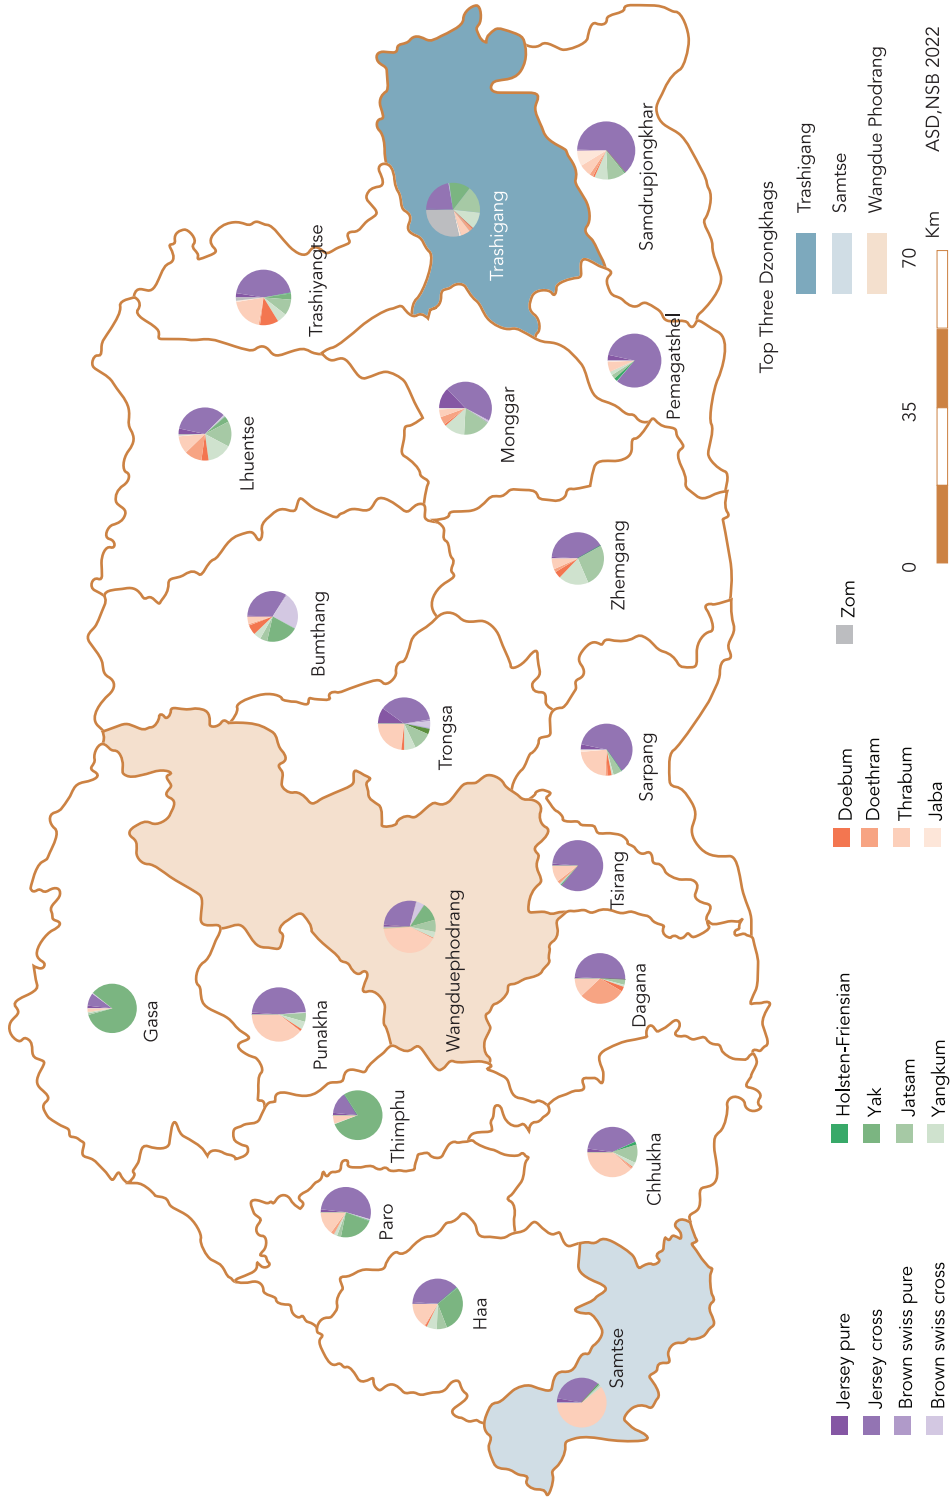 Gasa
Trashiyangtse
Lhuentse
Bumthang
Punakha
Thimphu
Paro
Haa
Wangduephodrang
Trongsa
Monggar
Trashigang
Samtse
Chhukha
Dagana
Tsirang
Sarpang
Zhemgang
Pemagatshel
Samdrupjongkhar
Top Three Dzongkhags
Trashigang
Samtse
Wangdue Phodrang
Jersey pure
Jersey cross
Brown swiss pure
Brown swiss cross
Holsten-Friensian
Yak
Jatsam
Yangkum
Doebum
Doethram
Thrabum
Jaba
Zom
0 35 70 Km
ASD,NSB 2022